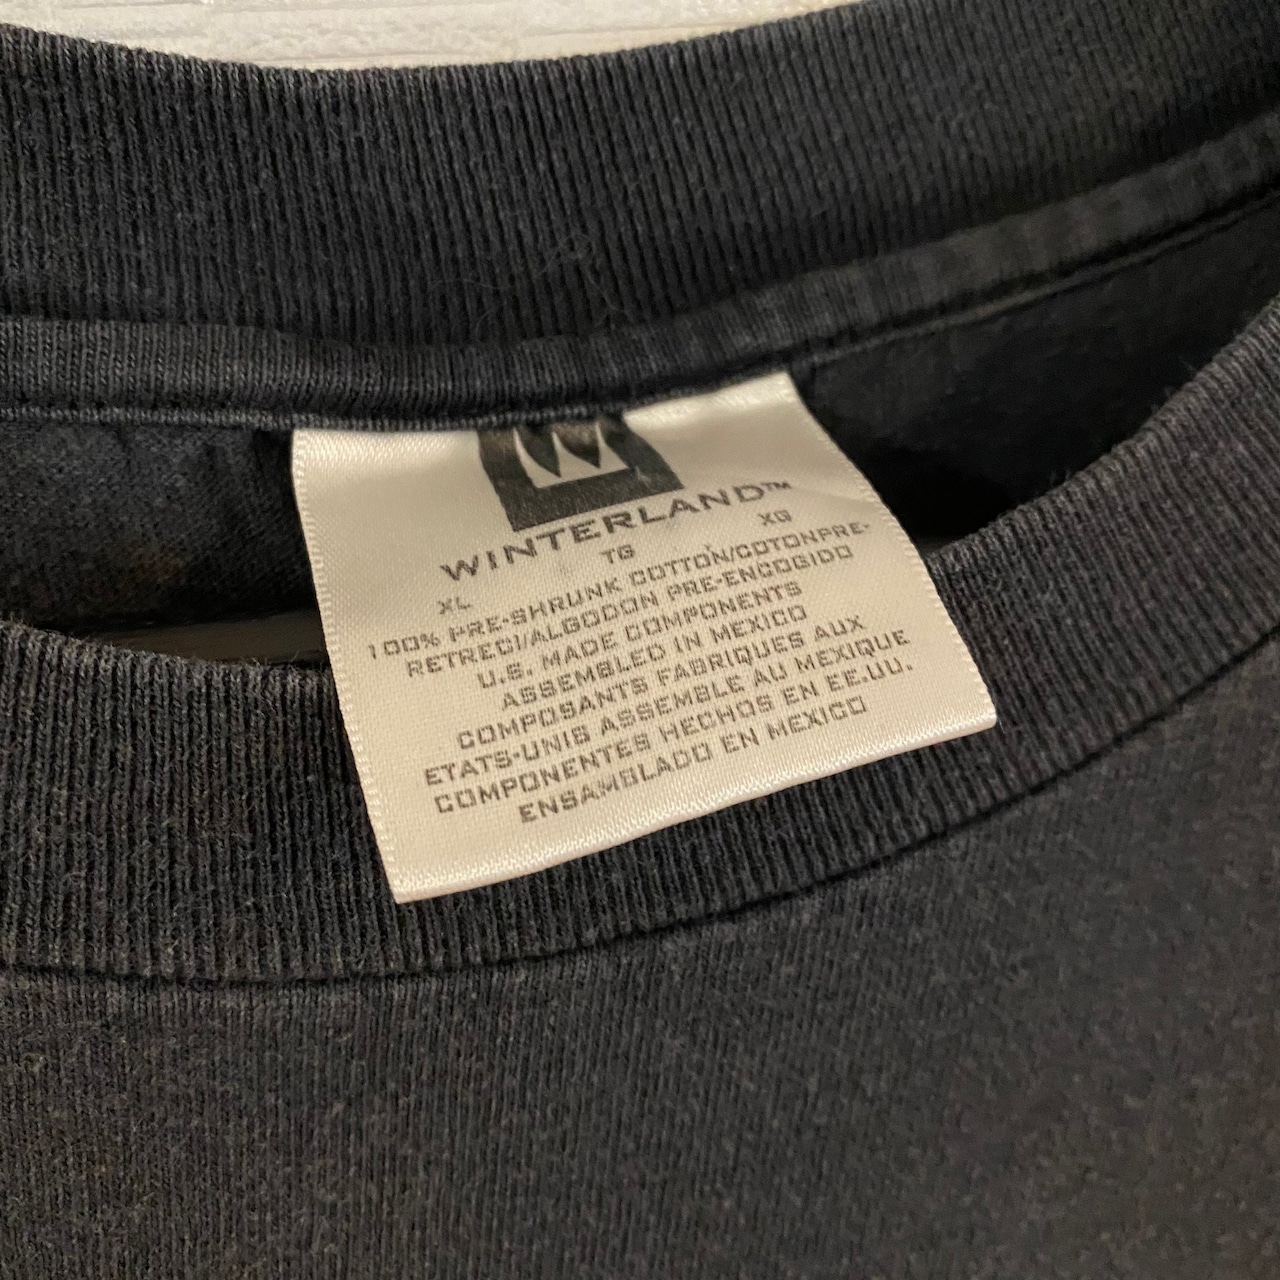 W
WINTERLAND™
XL TG XG
100% PRE-SHRUNK COTTON/COTONPRE-
RETRECI/ALGODON PRE-ENCOGIDO
U.S. MADE COMPONENTS
ASSEMBLED IN MEXICO
COMPOSANTS FABRIQUES AUX
ETATS-UNIS ASSEMBLE AU MEXIQUE
COMPONENTES HECHOS EN EE.UU.
ENSAMBLADO EN MEXICO